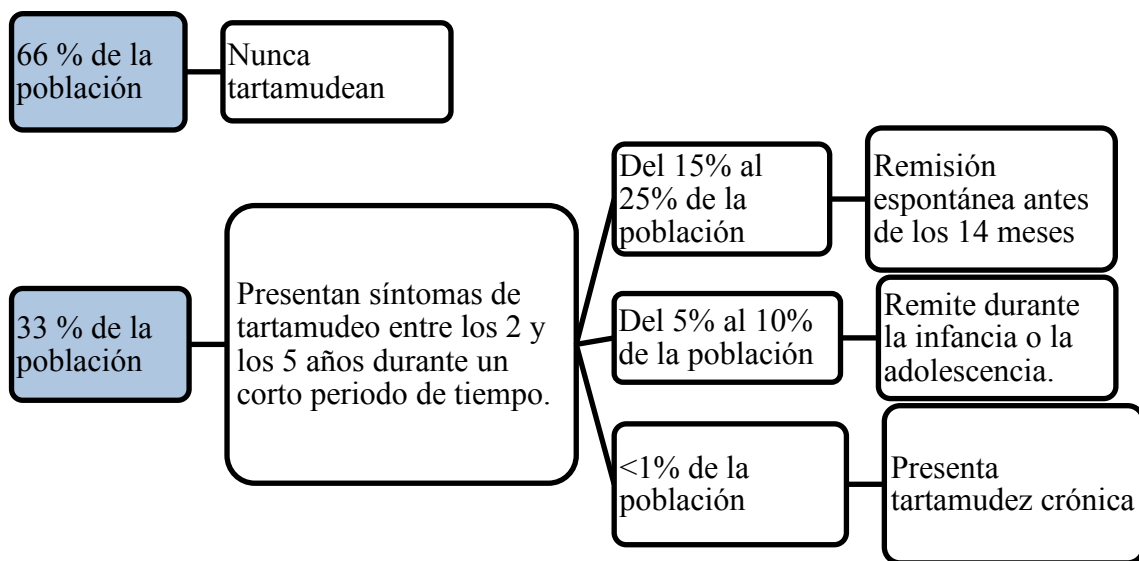 66 % de la
población
Nunca
tartamudean
33 % de la
población
Presentan síntomas de
tartamudeo entre los 2 y
los 5 años durante un
corto periodo de tiempo.
Del 15% al
25% de la
población
Remisión
espontánea antes
de los 14 meses
Del 5% al 10%
de la población
Remite durante
la infancia o la
adolescencia.
<1% de la
población
Presenta
tartamudez crónica